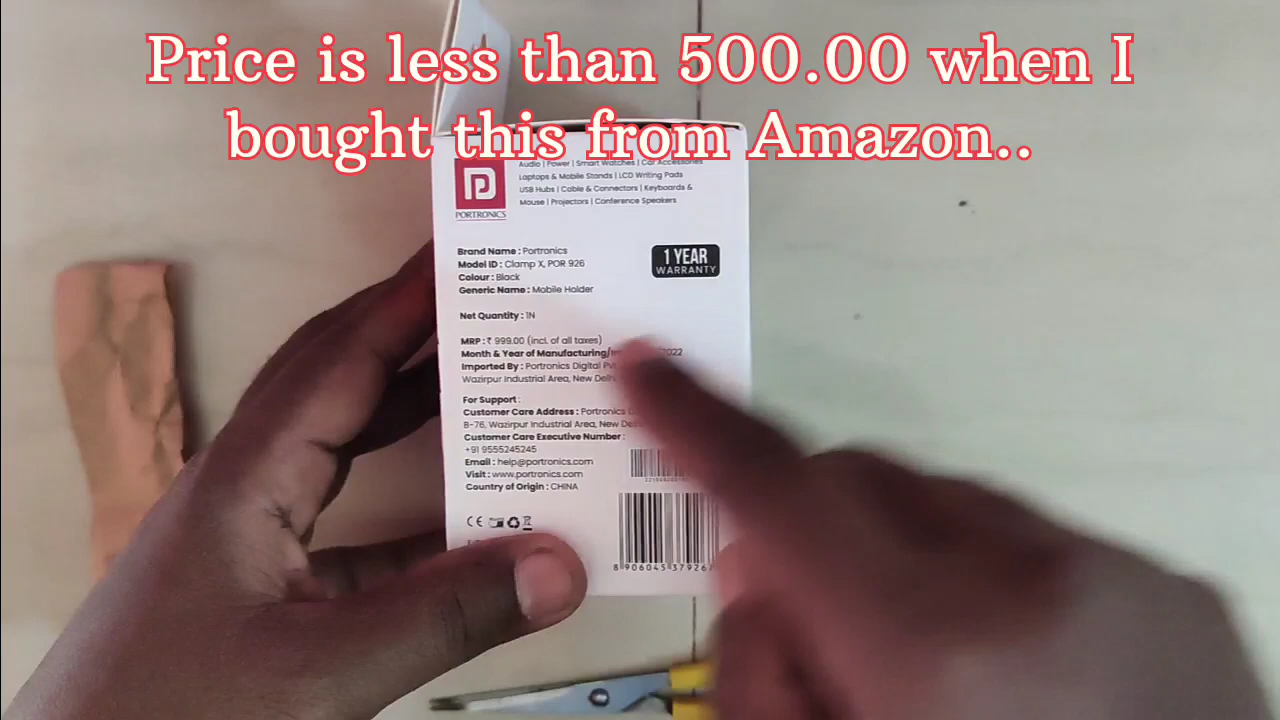 Price is less than 500.00 when I
bought this from Amazon..
Audio | Power | Smart Watches | Car Accessories
Laptops & Mobile Stands | LCD Writing Pads
USB Hubs | Cable & Connectors | Keyboards &
Mouse | Projectors | Conference Speakers
PORTRONICS
Brand Name : Portronics
Model ID : Clamp X, POR 926
Colour : Black
Generic Name : Mobile Holder
1 YEAR
WARRANTY
Net Quantity : 1N
MRP : ₹ 999.00 (incl. of all taxes)
Month & Year of Manufacturing/ 2022
Imported By : Portronics Digital
Wazirpur Industrial Area, New
For Support :
Customer Care Address : Portronics
B-76, Wazirpur Industrial Area, New
Customer Care Executive Number :
+91 9555245245
Email : help@portronics.com
Visit : www.portronics.com
Country of Origin : CHINA
CE
8 906045 37926